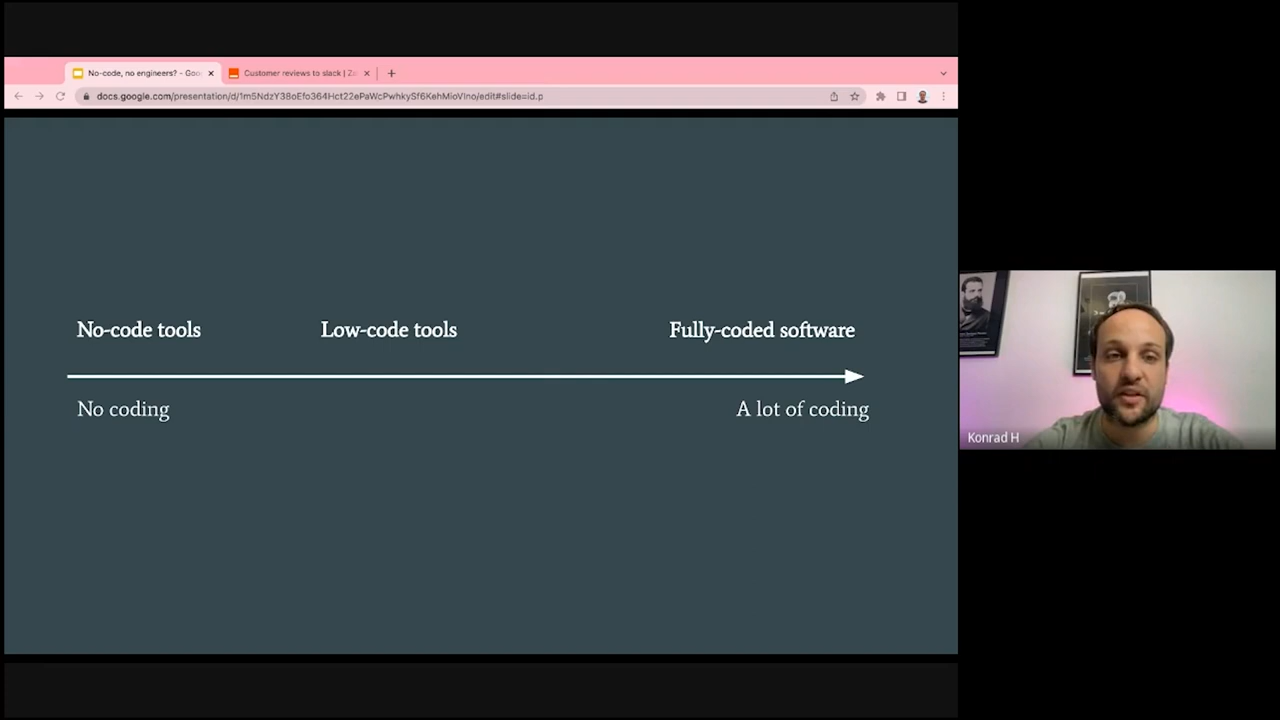 No-code, no engineers? - Goo
Customer reviews to slack | Za
docs.google.com/presentation/d/1m5NdzY38oEfo364Hct22ePaWcPwhkySf6KehMioVIno/edit#slide=id.p
No-code tools
Low-code tools
Fully-coded software
No coding
A lot of coding
Konrad H